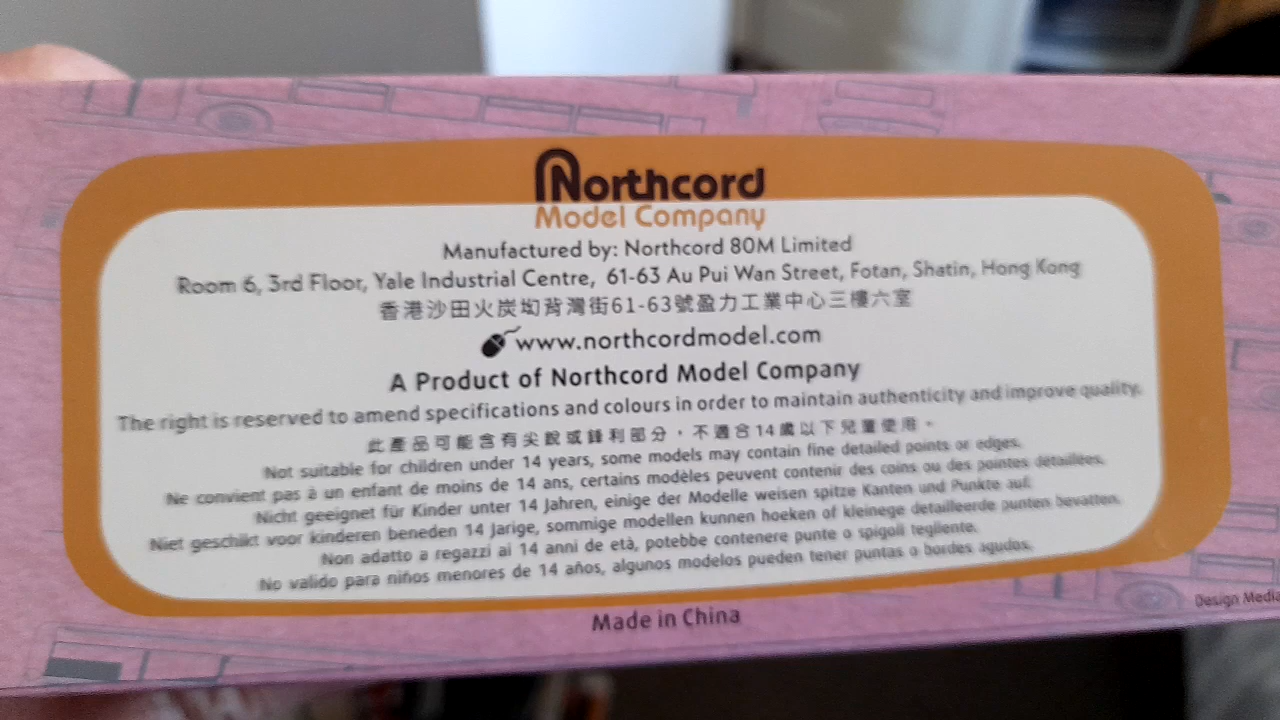 Northcord
Model Company
Manufactured by: Northcord 80M Limited
Room 6, 3rd Floor, Yale Industrial Centre, 61-63 Au Pui Wan Street, Fotan, Shatin, Hong Kong
香港沙田火炭坳背灣街61-63號盈力工業中心三樓六室
www.northcordmodel.com
A Product of Northcord Model Company
The right is reserved to amend specifications and colours in order to maintain authenticity and improve quality.
此產品可能含有尖銳或鋒利部分，不適合14歲以下兒童使用。
Not suitable for children under 14 years, some models may contain fine detailed points or edges.
Ne convient pas à un enfant de moins de 14 ans, certains modèles peuvent contenir des coins ou des pointes détaillées.
Nicht geeignet für Kinder unter 14 Jahren, einige der Modelle weisen spitze Kanten und Punkte auf.
Niet geschikt voor kinderen beneden 14 Jarige, sommige modellen kunnen hoeken of kleinege detailleerde punten bevatten.
Non adatto a regazzi ai 14 anni de età, potebbe contenere punte o spigoli tegliente.
No valido para niños menores de 14 años, algunos modelos pueden tener puntas o bordes agudos.
Made in China
Design Media